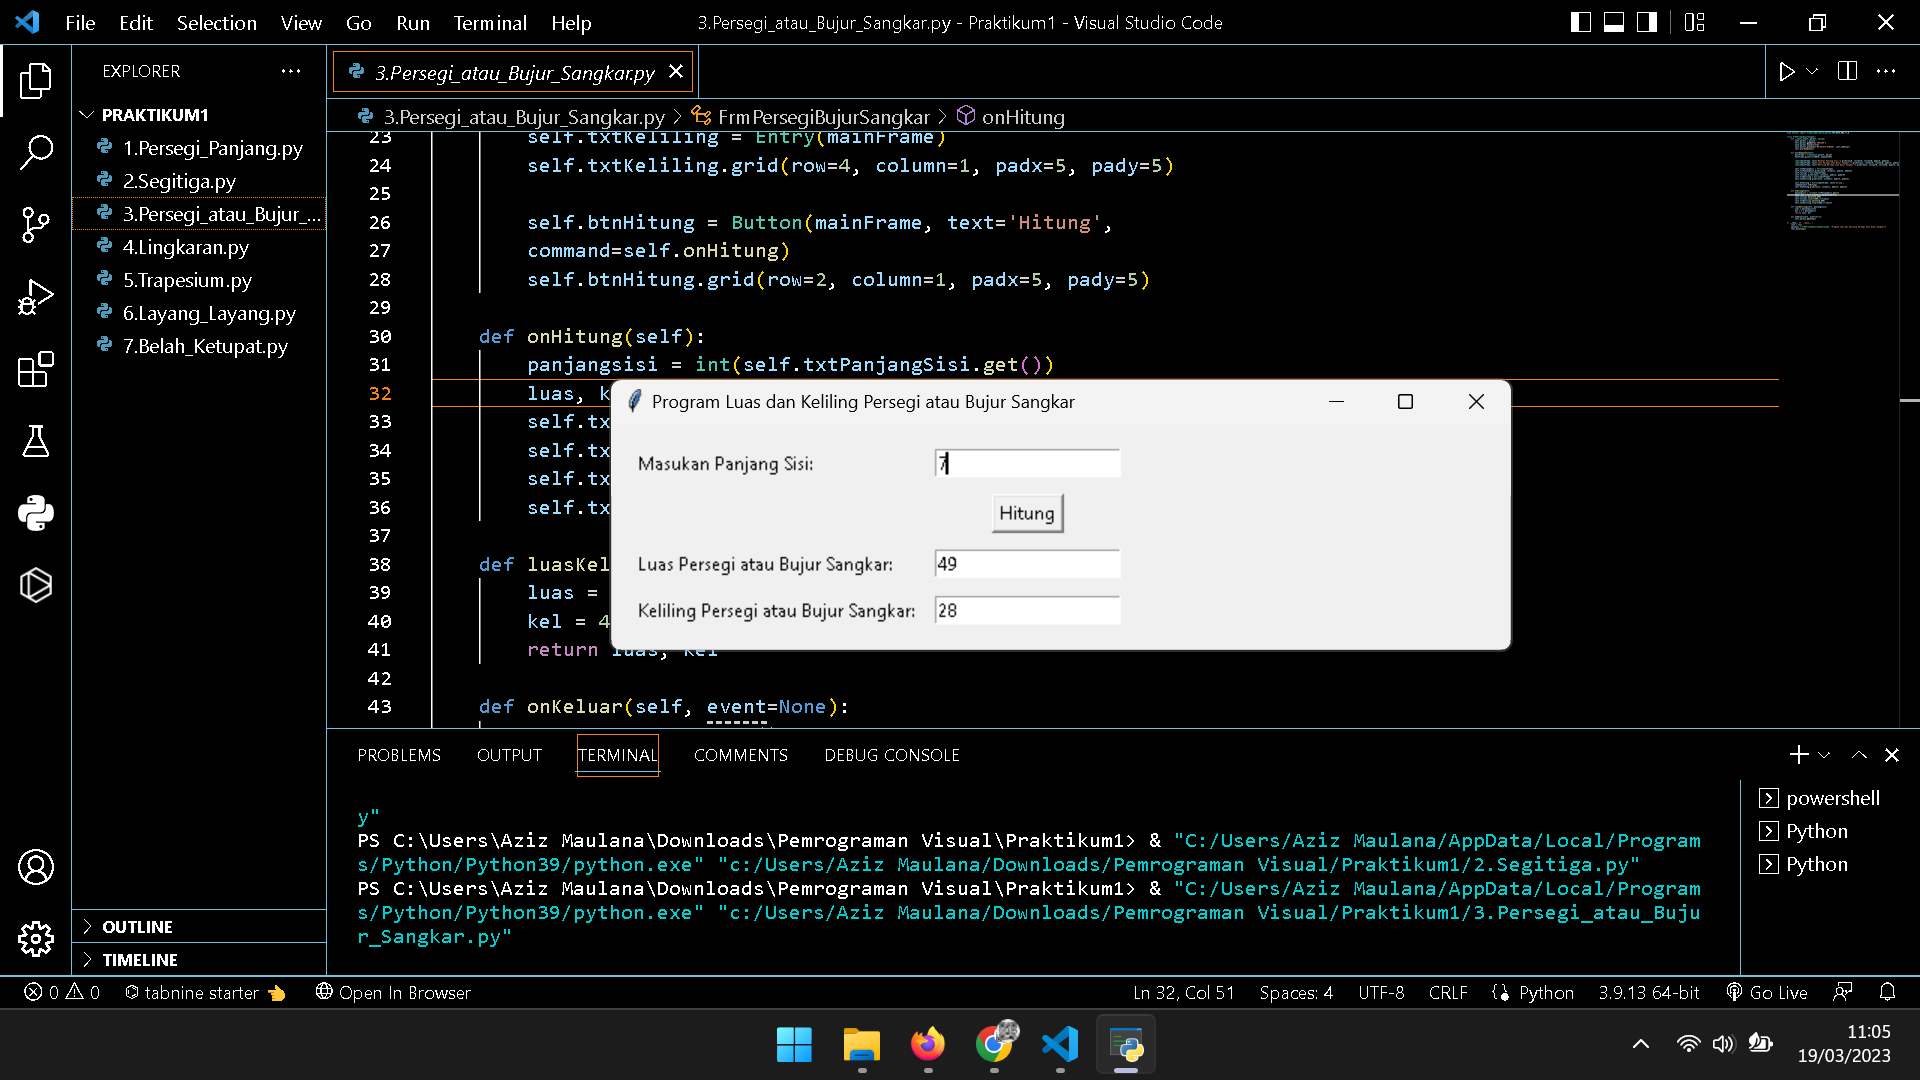 File Edit Selection View Go Run Terminal Help
3.Persegi_atau_Bujur_Sangkar.py - Praktikum1 - Visual Studio Code
EXPLORER
PRAKTIKUM1
1.Persegi_Panjang.py
2.Segitiga.py
3.Persegi_atau_Bujur_...
4.Lingkaran.py
5.Trapesium.py
6.Layang_Layang.py
7.Belah_Ketupat.py
OUTLINE
TIMELINE
3.Persegi_atau_Bujur_Sangkar.py
3.Persegi_atau_Bujur_Sangkar.py > FrmPersegiBujurSangkar > onHitung
23 self.txtKeliling = Entry(mainFrame)
24 self.txtKeliling.grid(row=4, column=1, padx=5, pady=5)
25
26 self.btnHitung = Button(mainFrame, text='Hitung',
27 command=self.onHitung)
28 self.btnHitung.grid(row=2, column=1, padx=5, pady=5)
29
30 def onHitung(self):
31 panjangsisi = int(self.txtPanjangSisi.get())
32 luas, k
33 self.tx
34 self.tx
35 self.tx
36 self.tx
37
38 def luasKel
39 luas =
40 kel = 4
41 return luas, kel
42
43 def onKeluar(self, event=None):
Program Luas dan Keliling Persegi atau Bujur Sangkar
Masukan Panjang Sisi: 7
Hitung
Luas Persegi atau Bujur Sangkar: 49
Keliling Persegi atau Bujur Sangkar: 28
PROBLEMS OUTPUT TERMINAL COMMENTS DEBUG CONSOLE
y"
PS C:\Users\Aziz Maulana\Downloads\Pemrograman Visual\Praktikum1> & "C:/Users/Aziz Maulana/AppData/Local/Program
s/Python/Python39/python.exe" "c:/Users/Aziz Maulana/Downloads/Pemrograman Visual/Praktikum1/2.Segitiga.py"
PS C:\Users\Aziz Maulana\Downloads\Pemrograman Visual\Praktikum1> & "C:/Users/Aziz Maulana/AppData/Local/Program
s/Python/Python39/python.exe" "c:/Users/Aziz Maulana/Downloads/Pemrograman Visual/Praktikum1/3.Persegi_atau_Buju
r_Sangkar.py"
powershell
Python
Python
0 0 tabnine starter Open In Browser Ln 32, Col 51 Spaces: 4 UTF-8 CRLF Python 3.9.13 64-bit Go Live
11:05
19/03/2023